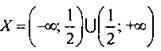 X = (-∞; 1/2) ∪ (1/2; +∞)